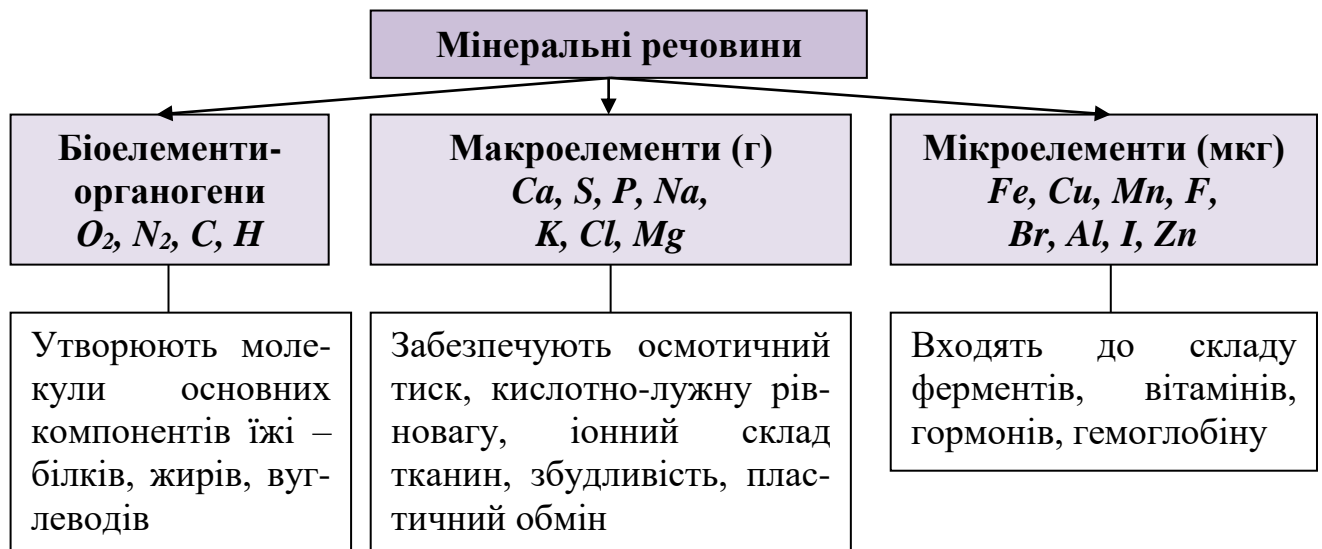 Мінеральні речовини
Біоелементи-
органогени
O₂, N₂, C, H
Макроелементи (г)
Ca, S, P, Na,
K, Cl, Mg
Мікроелементи (мкг)
Fe, Cu, Mn, F,
Br, Al, I, Zn
Утворюють моле-
кули основних
компонентів їжі –
білків, жирів, вуг-
леводів
Забезпечують осмотичний
тиск, кислотно-лужну рів-
новагу, іонний склад
тканин, збудливість, плас-
тичний обмін
Входять до складу
ферментів, вітамінів,
гормонів, гемоглобіну